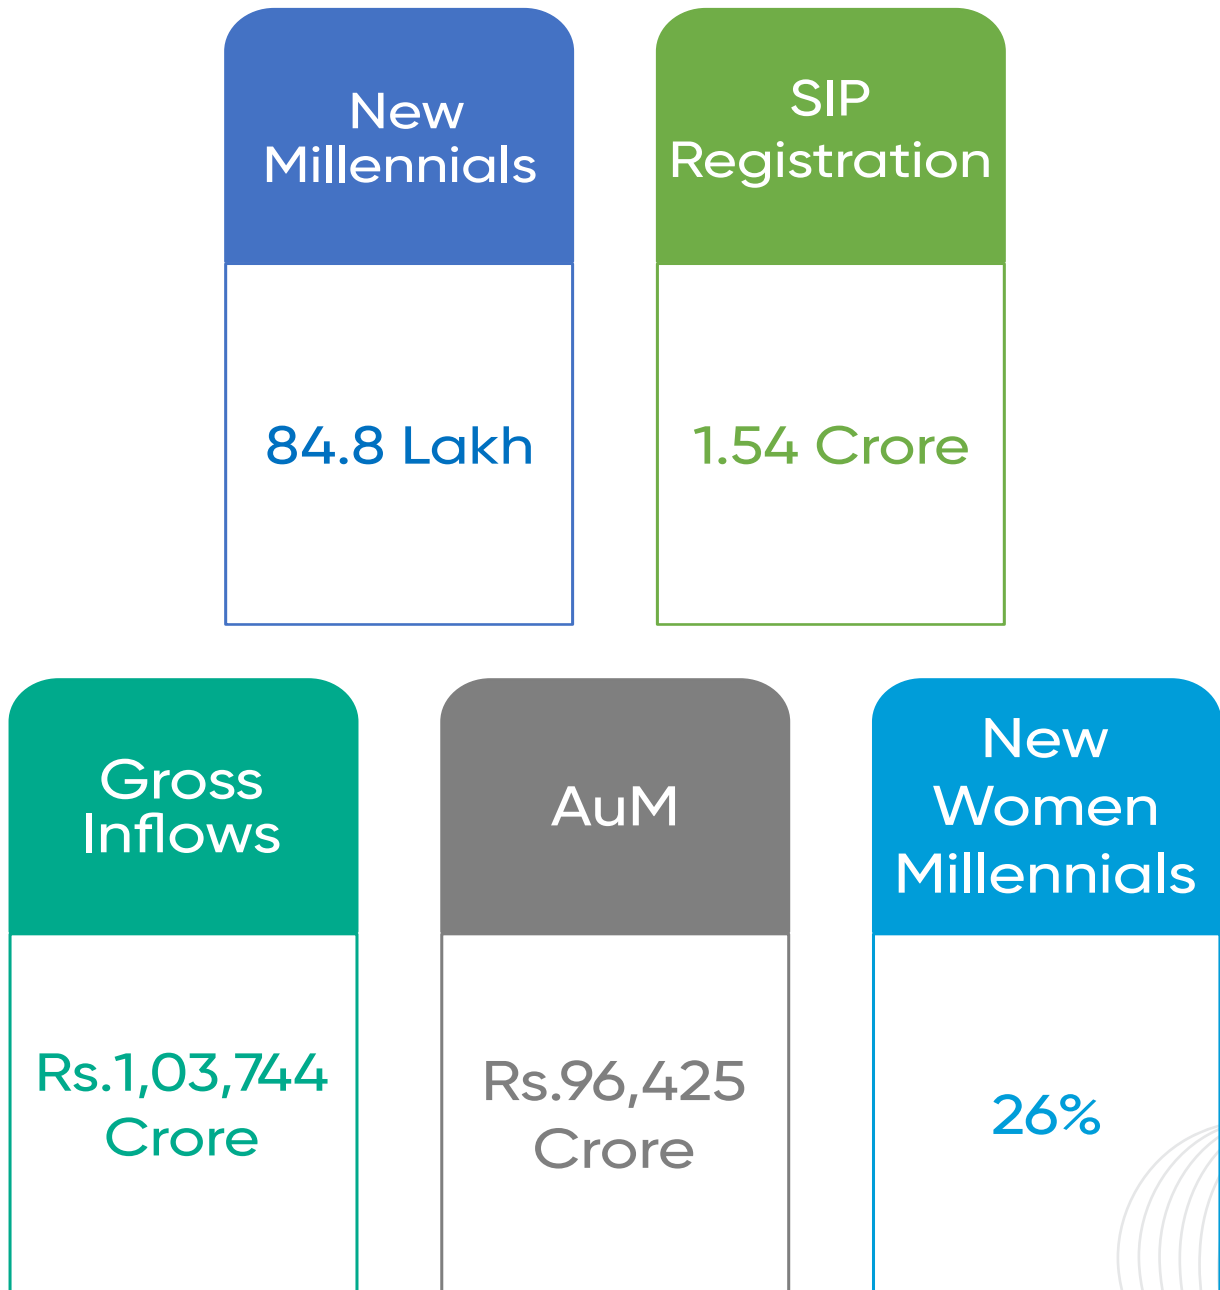 New
Millennials
84.8 Lakh
SIP
Registration
1.54 Crore
Gross
Inflows
Rs.1,03,744
Crore
AuM
Rs.96,425
Crore
New
Women
Millennials
26%